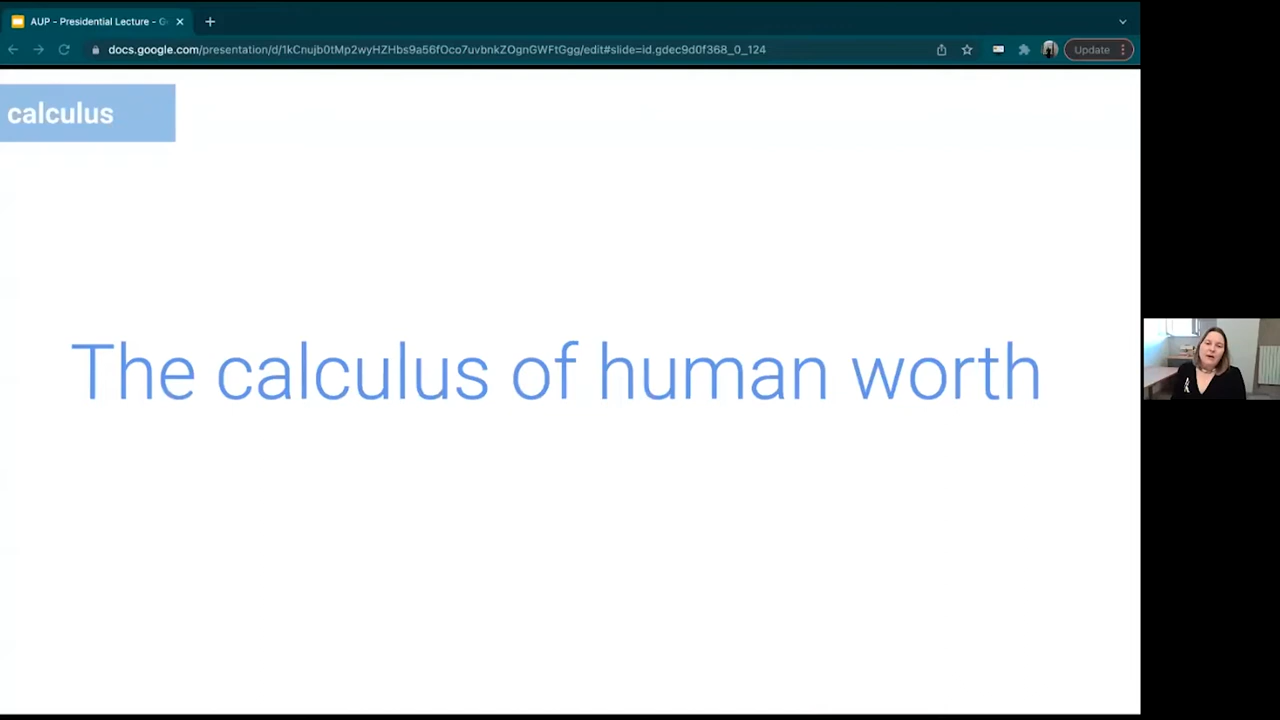 AUP - Presidential Lecture - G
docs.google.com/presentation/d/1kCnujb0tMp2wyHZHbs9a56fOco7uvbnkZOgnGWFtGgg/edit#slide=id.gdec9d0f368_0_124
Update
calculus
The calculus of human worth